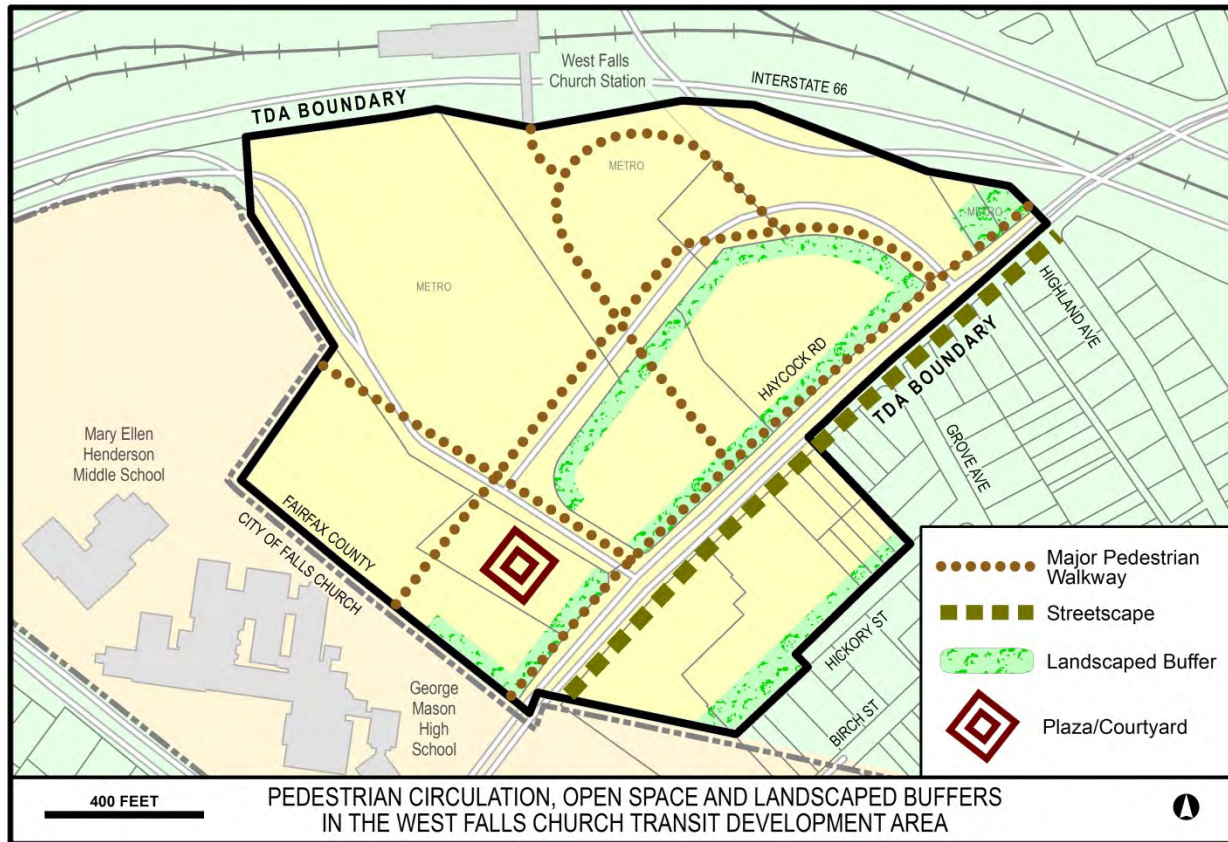 West Falls
Church Station
INTERSTATE 66
TDA BOUNDARY
METRO
METRO
METRO
HIGHLAND AVE
HAYCOCK RD
TDA BOUNDARY
GROVE AVE
Mary Ellen
Henderson
Middle School
FAIRFAX COUNTY
CITY OF FALLS CHURCH
George
Mason
High
School
HICKORY ST
BIRCH ST
Major Pedestrian
Walkway
Streetscape
Landscaped Buffer
Plaza/Courtyard
400 FEET
PEDESTRIAN CIRCULATION, OPEN SPACE AND LANDSCAPED BUFFERS
IN THE WEST FALLS CHURCH TRANSIT DEVELOPMENT AREA